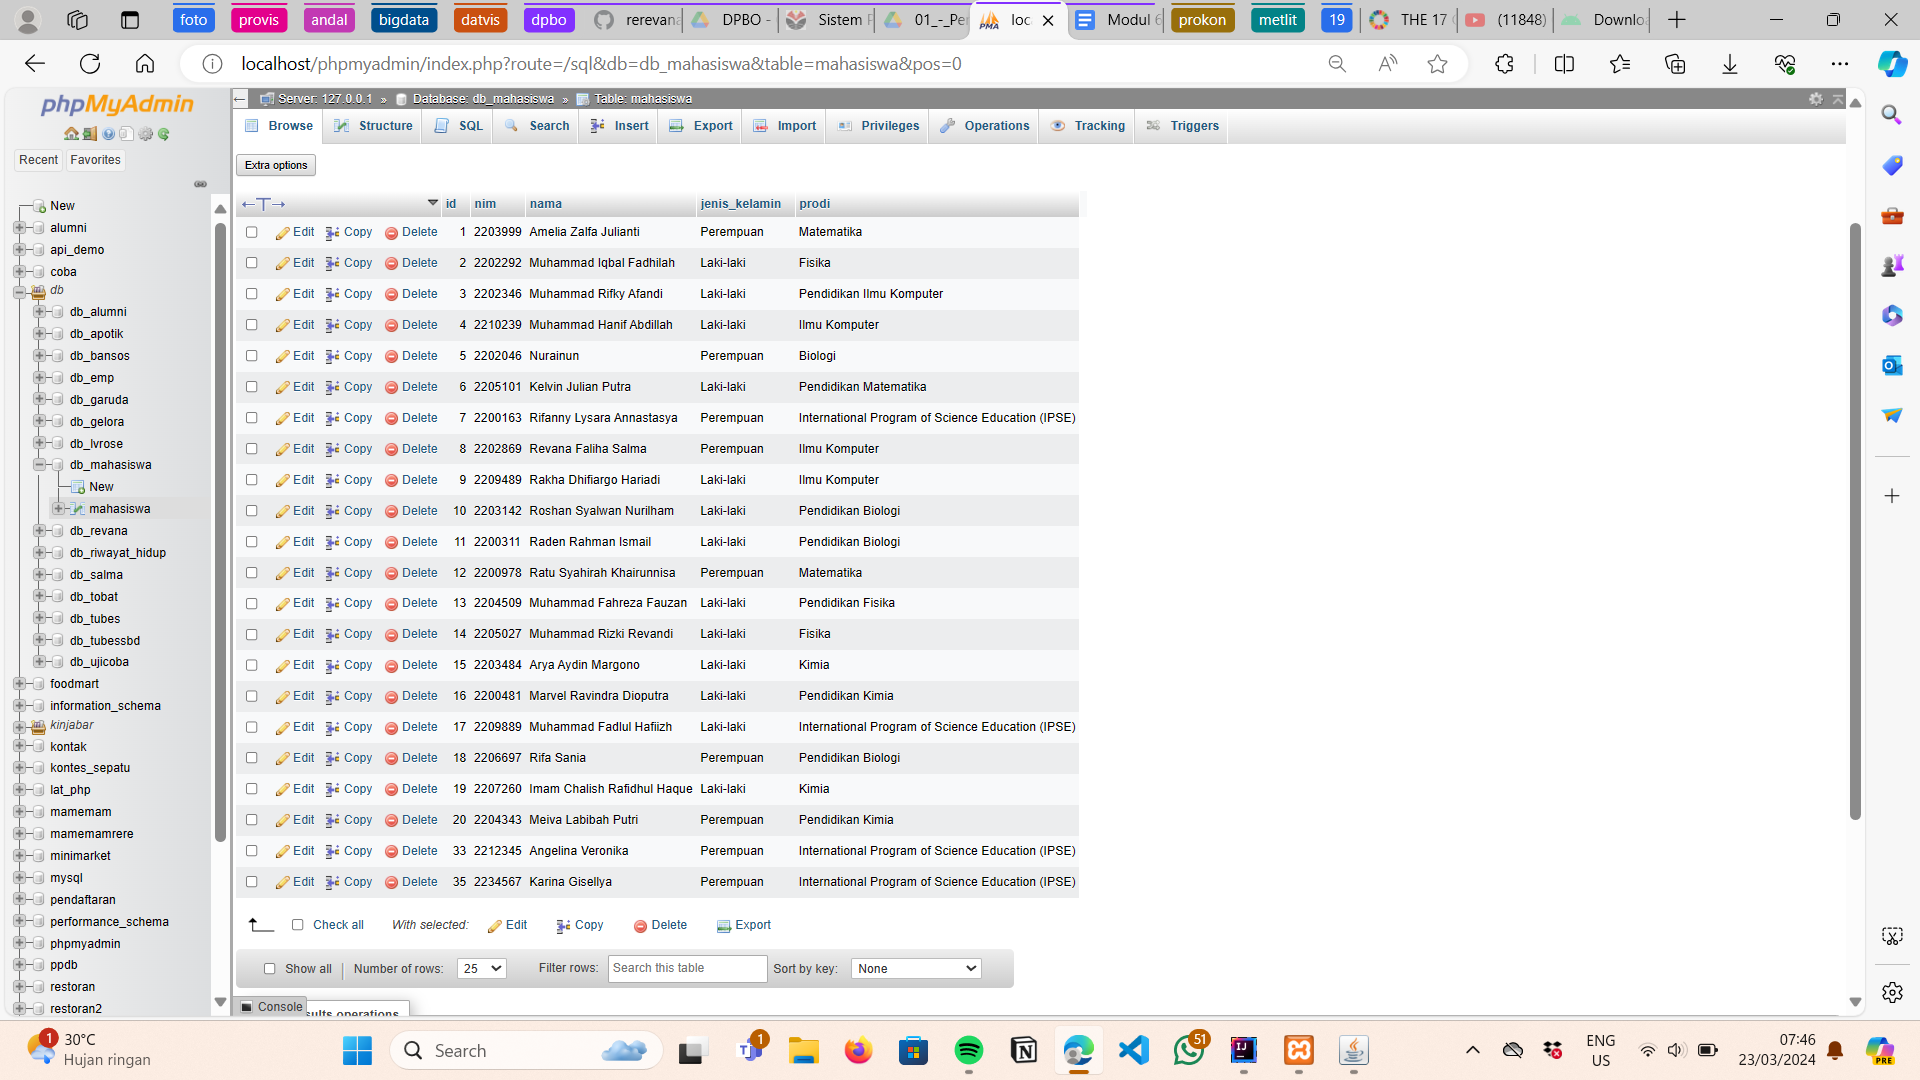 foto provis andal bigdata datvis dpbo rerevana DPBO - Sistem P 01_-_Per loc Modul 6 prokon metlit 19 THE 17 (11848) Downlo
localhost/phpmyadmin/index.php?route=/sql&db=db_mahasiswa&table=mahasiswa&pos=0
phpMyAdmin
Recent Favorites
New
alumni
api_demo
coba
db
db_alumni
db_apotik
db_bansos
db_emp
db_garuda
db_gelora
db_lvrose
db_mahasiswa
New
mahasiswa
db_revana
db_riwayat_hidup
db_salma
db_tobat
db_tubes
db_tubessbd
db_ujicoba
foodmart
information_schema
kinjabar
kontak
kontes_sepatu
lat_php
mamemam
mamemamrere
minimarket
mysql
pendaftaran
performance_schema
phpmyadmin
ppdb
restoran
restoran2
Server: 127.0.0.1 » Database: db_mahasiswa » Table: mahasiswa
Browse Structure SQL Search Insert Export Import Privileges Operations Tracking Triggers
Extra options
←T→ id nim nama jenis_kelamin prodi
Edit Copy Delete 1 2203999 Amelia Zalfa Julianti Perempuan Matematika
Edit Copy Delete 2 2202292 Muhammad Iqbal Fadhilah Laki-laki Fisika
Edit Copy Delete 3 2202346 Muhammad Rifky Afandi Laki-laki Pendidikan Ilmu Komputer
Edit Copy Delete 4 2210239 Muhammad Hanif Abdillah Laki-laki Ilmu Komputer
Edit Copy Delete 5 2202046 Nurainun Perempuan Biologi
Edit Copy Delete 6 2205101 Kelvin Julian Putra Laki-laki Pendidikan Matematika
Edit Copy Delete 7 2200163 Rifanny Lysara Annastasya Perempuan International Program of Science Education (IPSE)
Edit Copy Delete 8 2202869 Revana Faliha Salma Perempuan Ilmu Komputer
Edit Copy Delete 9 2209489 Rakha Dhifiargo Hariadi Laki-laki Ilmu Komputer
Edit Copy Delete 10 2203142 Roshan Syalwan Nurilham Laki-laki Pendidikan Biologi
Edit Copy Delete 11 2200311 Raden Rahman Ismail Laki-laki Pendidikan Biologi
Edit Copy Delete 12 2200978 Ratu Syahirah Khairunnisa Perempuan Matematika
Edit Copy Delete 13 2204509 Muhammad Fahreza Fauzan Laki-laki Pendidikan Fisika
Edit Copy Delete 14 2205027 Muhammad Rizki Revandi Laki-laki Fisika
Edit Copy Delete 15 2203484 Arya Aydin Margono Laki-laki Kimia
Edit Copy Delete 16 2200481 Marvel Ravindra Dioputra Laki-laki Pendidikan Kimia
Edit Copy Delete 17 2209889 Muhammad Fadlul Hafiizh Laki-laki International Program of Science Education (IPSE)
Edit Copy Delete 18 2206697 Rifa Sania Perempuan Pendidikan Biologi
Edit Copy Delete 19 2207260 Imam Chalish Rafidhul Haque Laki-laki Kimia
Edit Copy Delete 20 2204343 Meiva Labibah Putri Perempuan Pendidikan Kimia
Edit Copy Delete 33 2212345 Angelina Veronika Perempuan International Program of Science Education (IPSE)
Edit Copy Delete 35 2234567 Karina Gisellya Perempuan International Program of Science Education (IPSE)
Check all With selected: Edit Copy Delete Export
Show all Number of rows: 25 Filter rows: Search this table Sort by key: None
Console
30°C
Hujan ringan
Search
1
51
ENG
US
07:46
23/03/2024